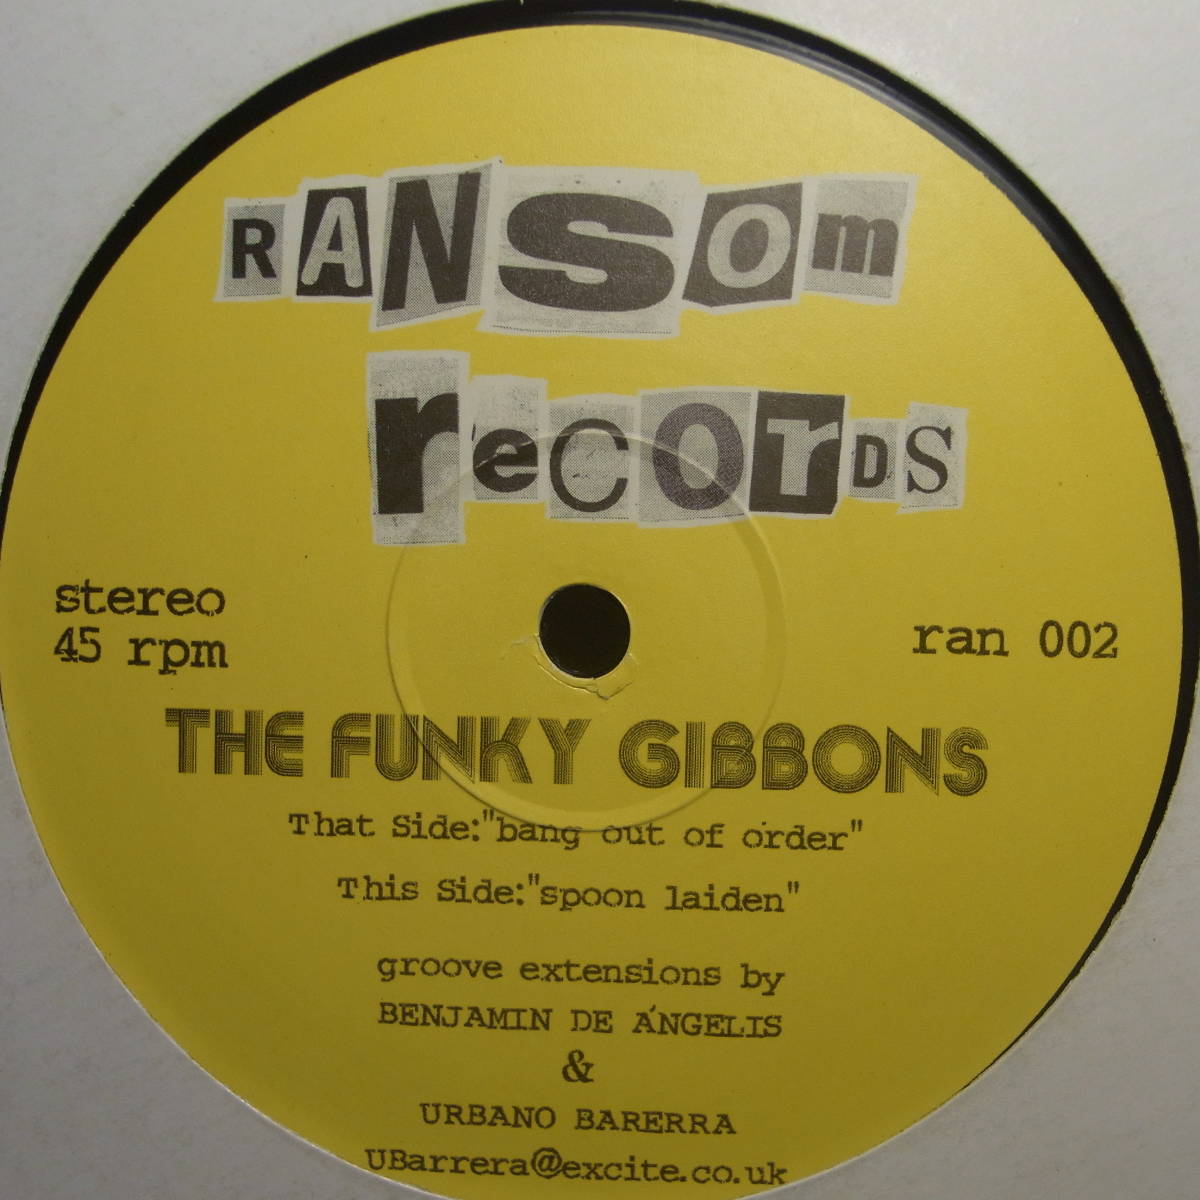 RANSOm
recorDS
stereo
45 rpm
ran 002
THE FUNKY GIBBONS
That Side:"bang out of order"
This Side:"spoon laiden"
groove extensions by
BENJAMIN DE ÁNGELIS
&
URBANO BARERRA
UBarrera@excite.co.uk